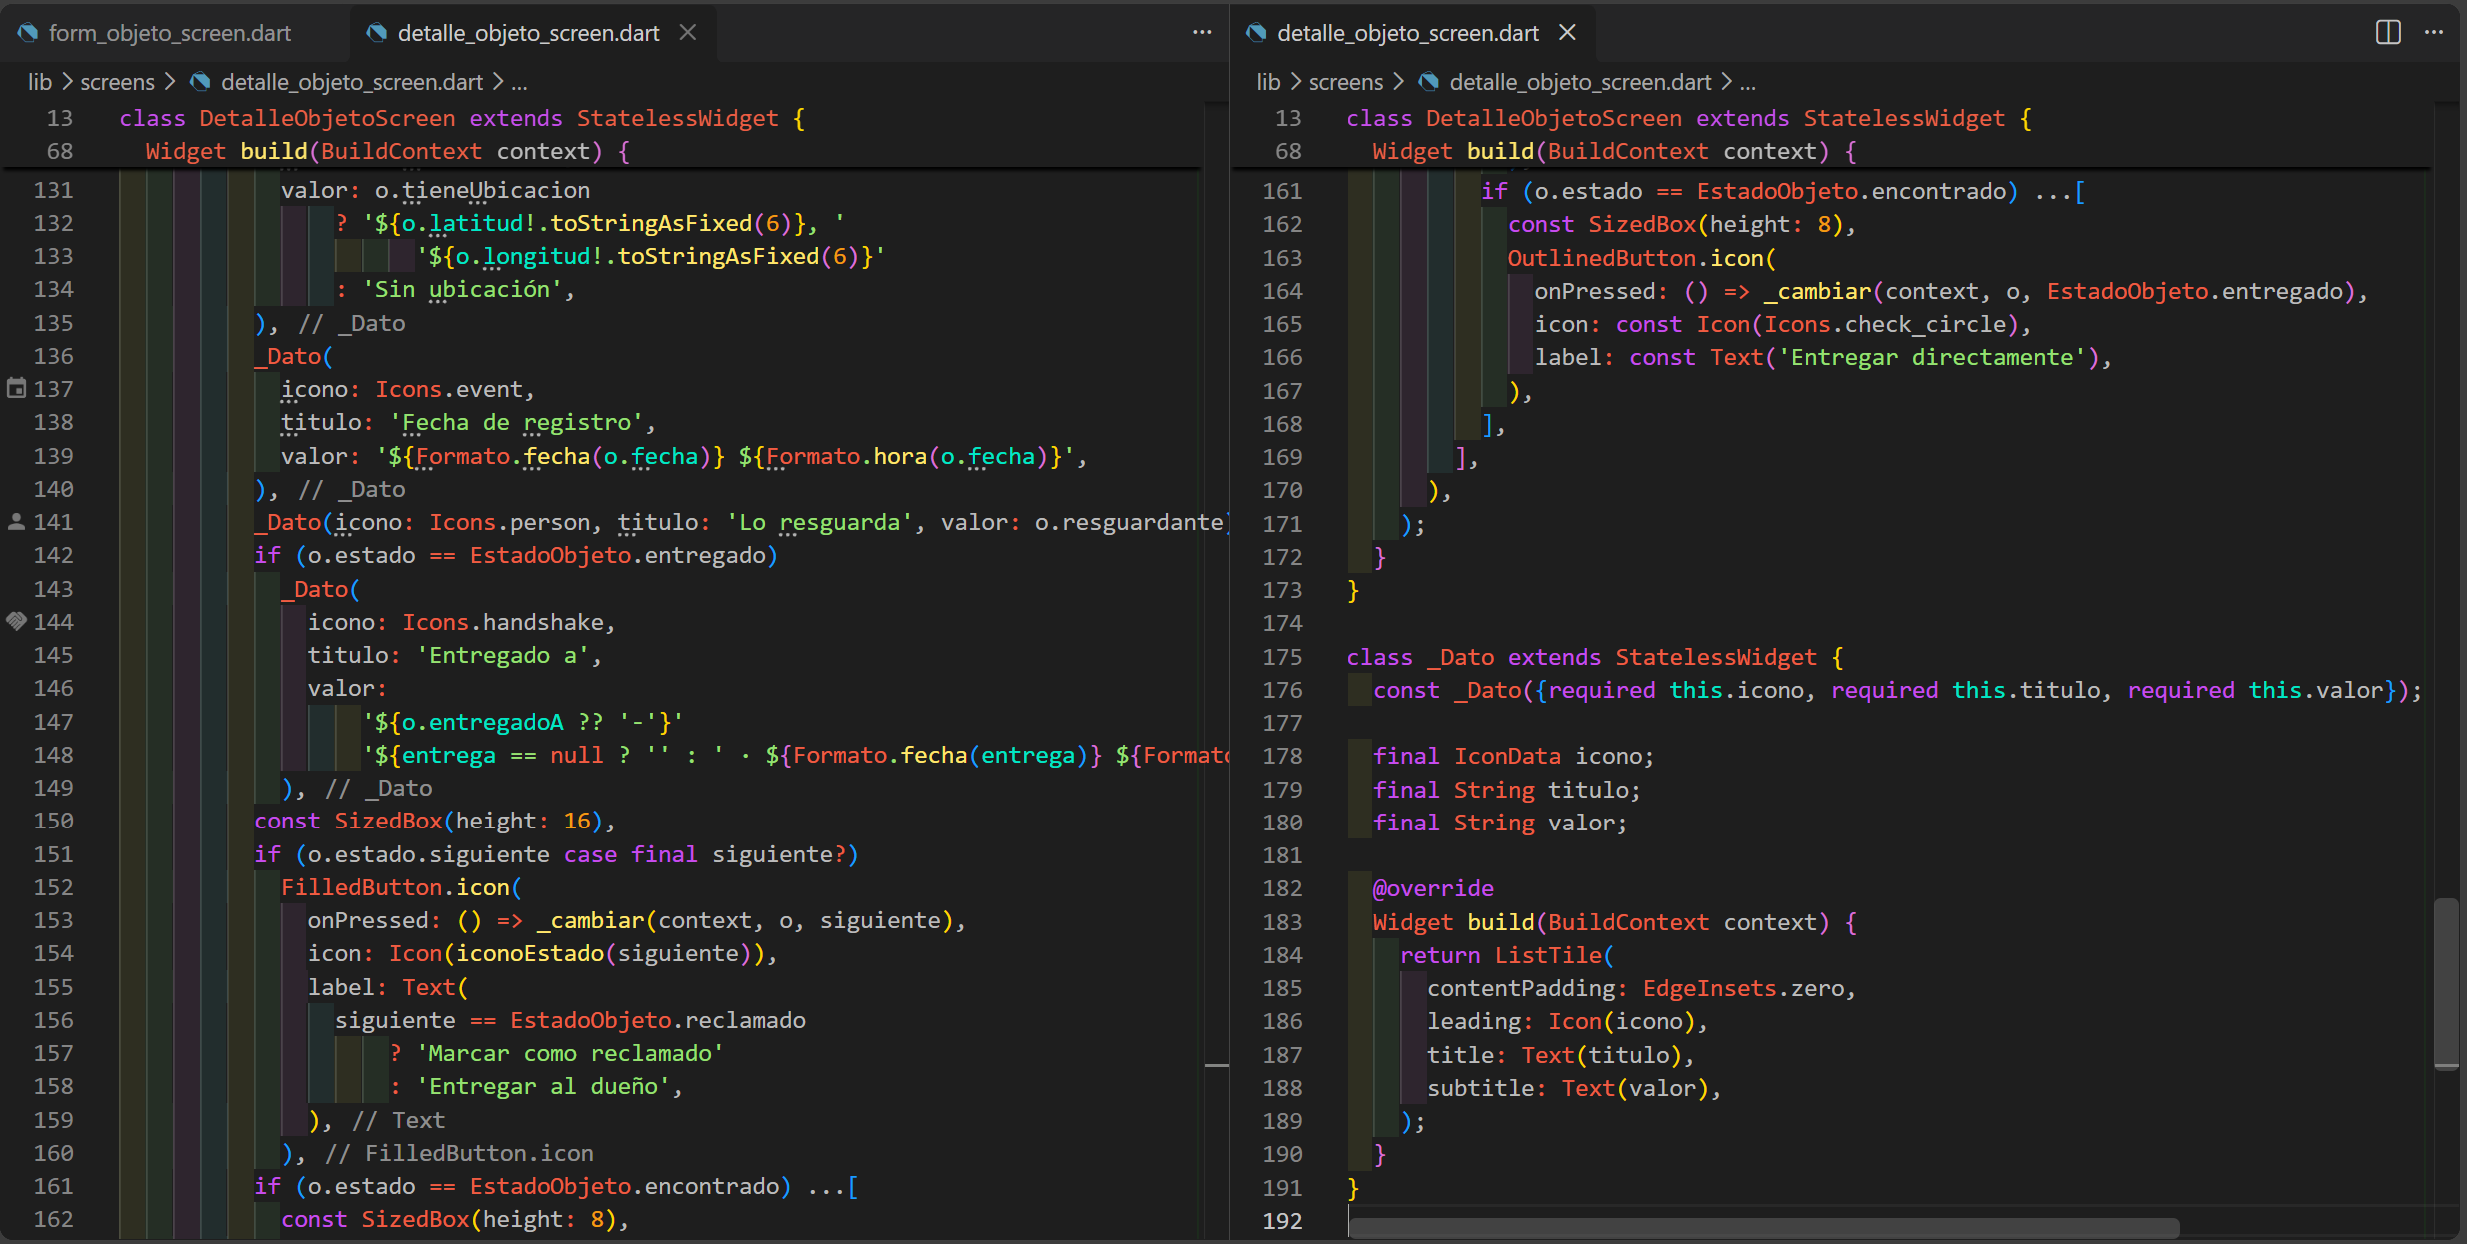 form_objeto_screen.dart
detalle_objeto_screen.dart
lib > screens > detalle_objeto_screen.dart > ...
13 class DetalleObjetoScreen extends StatelessWidget {
68   Widget build(BuildContext context) {
131             valor: o.tieneUbicacion
132                 ? '${o.latitud!.toStringAsFixed(6)}, '
133                       '${o.longitud!.toStringAsFixed(6)}'
134                 : 'Sin ubicación',
135           ), // _Dato
136           _Dato(
137             icono: Icons.event,
138             titulo: 'Fecha de registro',
139             valor: '${Formato.fecha(o.fecha)} ${Formato.hora(o.fecha)}',
140           ), // _Dato
141           _Dato(icono: Icons.person, titulo: 'Lo resguarda', valor: o.resguardante)
142           if (o.estado == EstadoObjeto.entregado)
143             _Dato(
144               icono: Icons.handshake,
145               titulo: 'Entregado a',
146               valor:
147                   '${o.entregadoA ?? '-'}'
148                   '${entrega == null ? '' : ' · ${Formato.fecha(entrega)} ${Formato
149             ), // _Dato
150           const SizedBox(height: 16),
151           if (o.estado.siguiente case final siguiente?)
152             FilledButton.icon(
153               onPressed: () => _cambiar(context, o, siguiente),
154               icon: Icon(iconoEstado(siguiente)),
155               label: Text(
156                 siguiente == EstadoObjeto.reclamado
157                     ? 'Marcar como reclamado'
158                     : 'Entregar al dueño',
159               ), // Text
160             ), // FilledButton.icon
161           if (o.estado == EstadoObjeto.encontrado) ...[
162             const SizedBox(height: 8),
detalle_objeto_screen.dart
lib > screens > detalle_objeto_screen.dart > ...
13 class DetalleObjetoScreen extends StatelessWidget {
68   Widget build(BuildContext context) {
161           if (o.estado == EstadoObjeto.encontrado) ...[
162             const SizedBox(height: 8),
163             OutlinedButton.icon(
164               onPressed: () => _cambiar(context, o, EstadoObjeto.entregado),
165               icon: const Icon(Icons.check_circle),
166               label: const Text('Entregar directamente'),
167             ),
168           ],
169         ],
170       ),
171     );
172   }
173 }
174
175 class _Dato extends StatelessWidget {
176   const _Dato({required this.icono, required this.titulo, required this.valor});
177
178   final IconData icono;
179   final String titulo;
180   final String valor;
181
182   @override
183   Widget build(BuildContext context) {
184     return ListTile(
185       contentPadding: EdgeInsets.zero,
186       leading: Icon(icono),
187       title: Text(titulo),
188       subtitle: Text(valor),
189     );
190   }
191 }
192